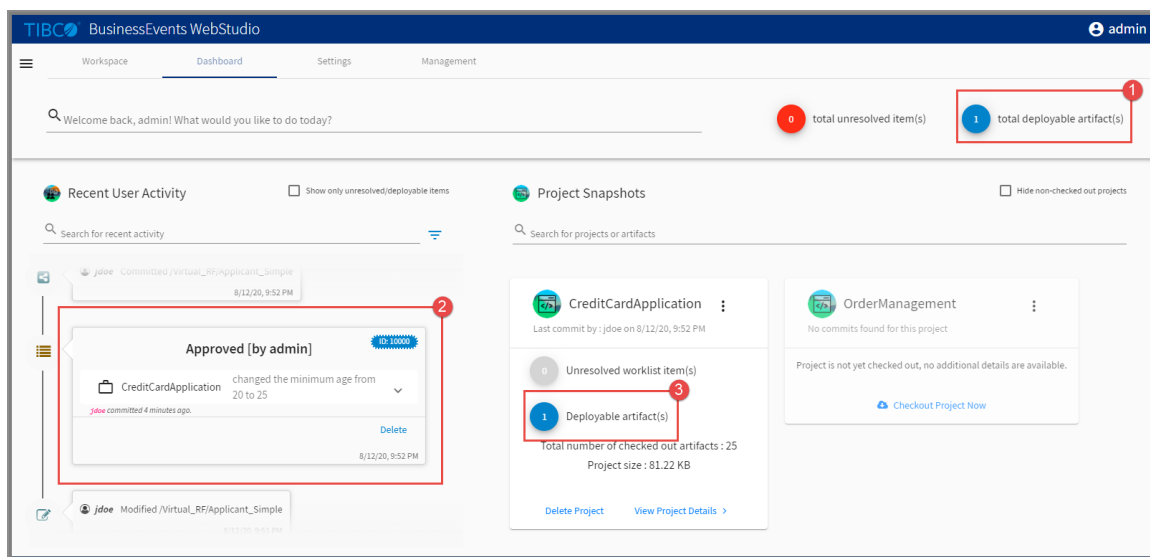 TIBCO BusinessEvents WebStudio
admin
Workspace Dashboard Settings Management
1
Welcome back, admin! What would you like to do today?
0 total unresolved item(s)
1 total deployable artifact(s)
Recent User Activity
Show only unresolved/deployable items
Search for recent activity
jdoe Committed /Virtual_RF/Applicant_Simple
8/12/20, 9:52 PM
2
Approved [by admin]
ID: 10000
CreditCardApplication
changed the minimum age from
20 to 25
jdoe committed 4 minutes ago.
Delete
8/12/20, 9:52 PM
jdoe Modified /Virtual_RF/Applicant_Simple
Project Snapshots
Hide non-checked out projects
Search for projects or artifacts
CreditCardApplication
Last commit by : jdoe on 8/12/20, 9:52 PM
0 Unresolved worklist item(s)
3
1 Deployable artifact(s)
Total number of checked out artifacts : 25
Project size : 81.22 KB
Delete Project View Project Details
OrderManagement
No commits found for this project
Project is not yet checked out, no additional details are available.
Checkout Project Now